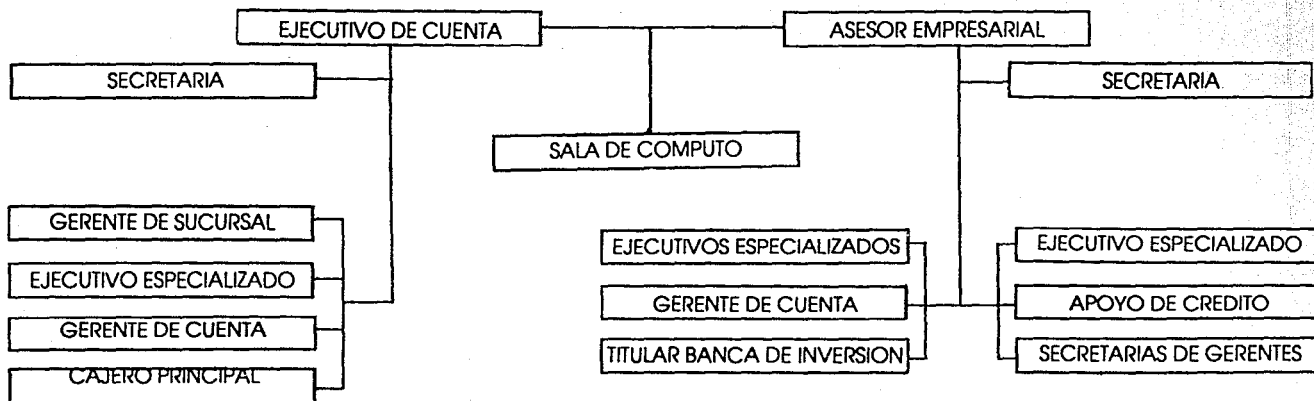 EJECUTIVO DE CUENTA
ASESOR EMPRESARIAL
SECRETARIA
SECRETARIA
SALA DE COMPUTO
GERENTE DE SUCURSAL
EJECUTIVO ESPECIALIZADO
GERENTE DE CUENTA
CAJERO PRINCIPAL
EJECUTIVOS ESPECIALIZADOS
GERENTE DE CUENTA
TITULAR BANCA DE INVERSION
EJECUTIVO ESPECIALIZADO
APOYO DE CREDITO
SECRETARIAS DE GERENTES